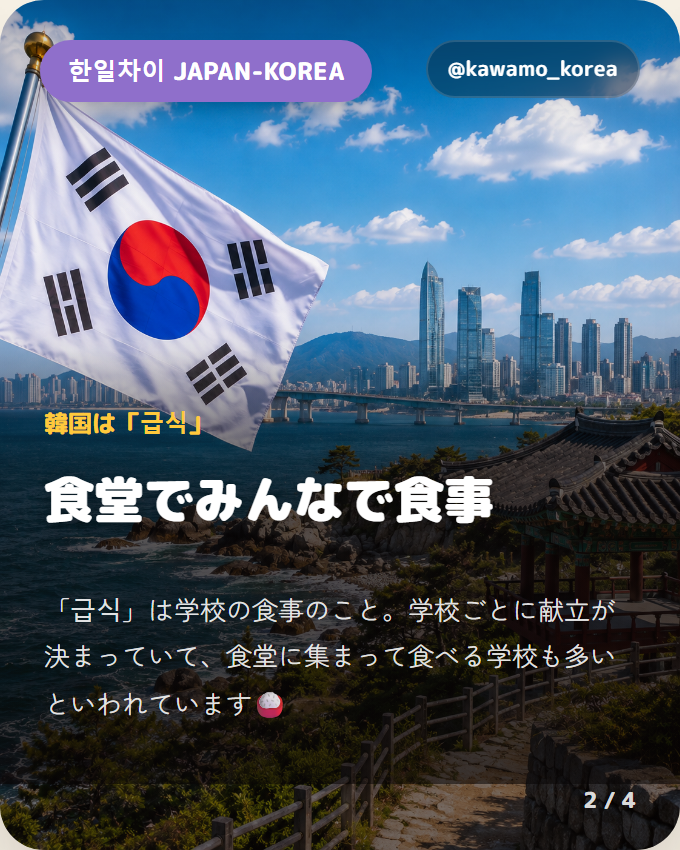 한일차이 JAPAN-KOREA
@kawamo_korea
韓国は「급식」
食堂でみんなで食事
「급식」は学校の食事のこと。学校ごとに献立が
決まっていて、食堂に集まって食べる学校も多い
といわれています🍚
2 / 4